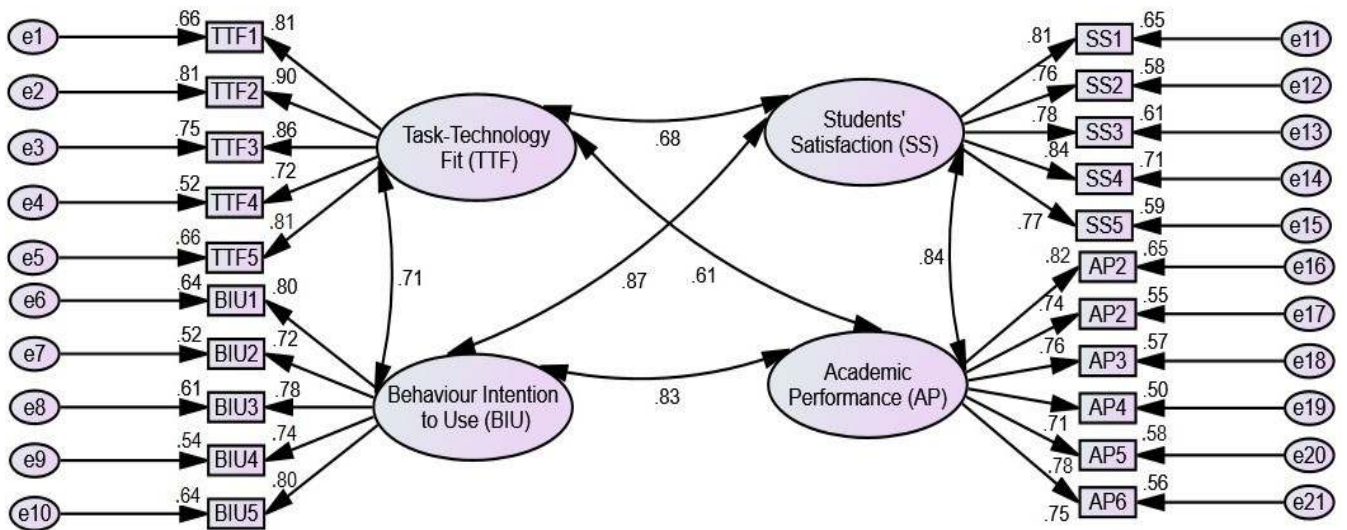 e1 .66 TTF1 .81
e2 .81 TTF2 .90
e3 .75 TTF3 .86
e4 .52 TTF4 .72
e5 .66 TTF5 .81
e6 .64 BIU1 .80
e7 .52 BIU2 .72
e8 .61 BIU3 .78
e9 .54 BIU4 .74
e10 .64 BIU5 .80
Task-Technology
Fit (TTF)
Behaviour Intention
to Use (BIU)
.71
.68
.87
.61
.83
.84
Students'
Satisfaction (SS)
Academic
Performance (AP)
.81 SS1 .65 e11
.76 SS2 .58 e12
.78 SS3 .61 e13
.84 SS4 .71 e14
.77 SS5 .59 e15
.82 AP2 .65 e16
.74 AP2 .55 e17
.76 AP3 .57 e18
.71 AP4 .50 e19
.78 AP5 .58 e20
.75 AP6 .56 e21